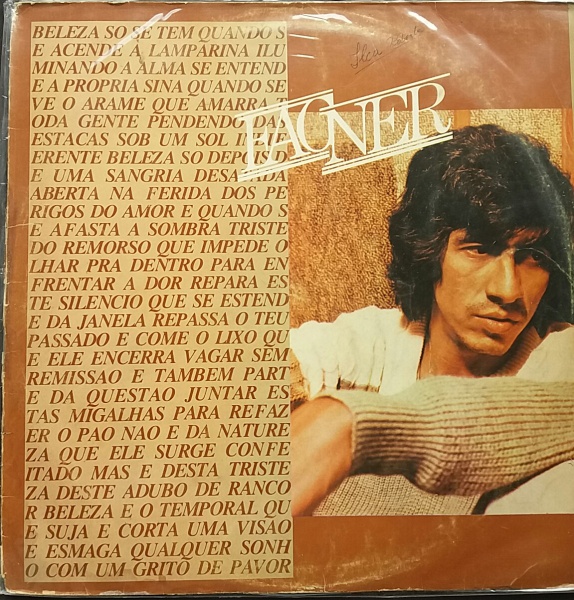 BELEZA SO SE TEM QUANDO S
E ACENDE A LAMPARINA ILU
MINANDO A ALMA SE ENTEND
E A PROPRIA SINA QUANDO SE
VE O ARAME QUE AMARRA
ODA GENTE PENDENDO DAS
ESTACAS SOB UM SOL
ERENTE BELEZA SO DEPOIS D
E UMA SANGRIA DESATADA
ABERTA NA FERIDA DOS PE
RIGOS DO AMOR E QUANDO S
E AFASTA A SOMBRA TRISTE
DO REMORSO QUE IMPEDE O
LHAR PRA DENTRO PARA EN
FRENTAR A DOR REPARA ES
TE SILENCIO QUE SE ESTEND
E DA JANELA REPASSA O TEU
PASSADO E COME O LIXO QU
E ELE ENCERRA VAGAR SEM
REMISSAO E TAMBEM PART
E DA QUESTAO JUNTAR ES
TAS MIGALHAS PARA REFAZ
ER O PAO NAO E DA NATURE
ZA QUE ELE SURGE CONFE
ITADO MAS E DESTA TRISTE
ZA DESTE ADUBO DE RANCO
R BELEZA E O TEMPORAL QU
E SUJA E CORTA UMA VISÃO
E ESMAGA QUALQUER SONH
O COM UM GRITO DE PAVOR
FAGNER